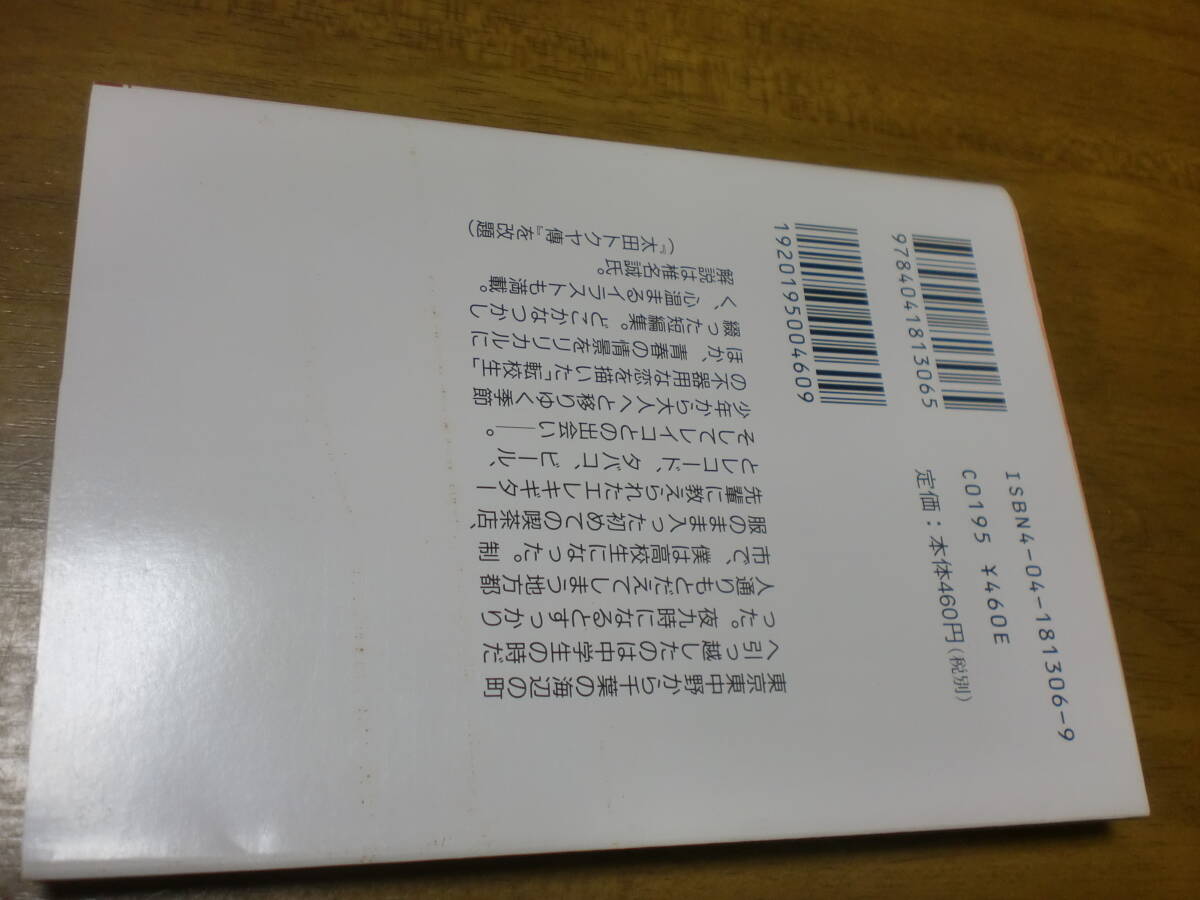 9784041813065
1920195004609
ISBN4-04-181306-9
C0195 ¥460E
定価：本体460円(税別)
東京東中野から千葉の海辺の町
へ引っ越したのは中学生の時だ
った。夜九時になるとすっかり
人通りもとだえてしまう地方都
市で、僕は高校生になった。制
服のまま入った初めての喫茶店、
先輩に教えられたエレキギター
とレコード、タバコ、ビール、
そしてレイコとの出会い――。
少年から大人へと移りゆく季節
の不器用な恋を描いた「転校生」
ほか、青春の情景をリリカルに
綴った短編集。どこかなつかし
く、心温まるイラストも満載。
解説は椎名誠氏。
(『太田トクヤ傳』を改題)